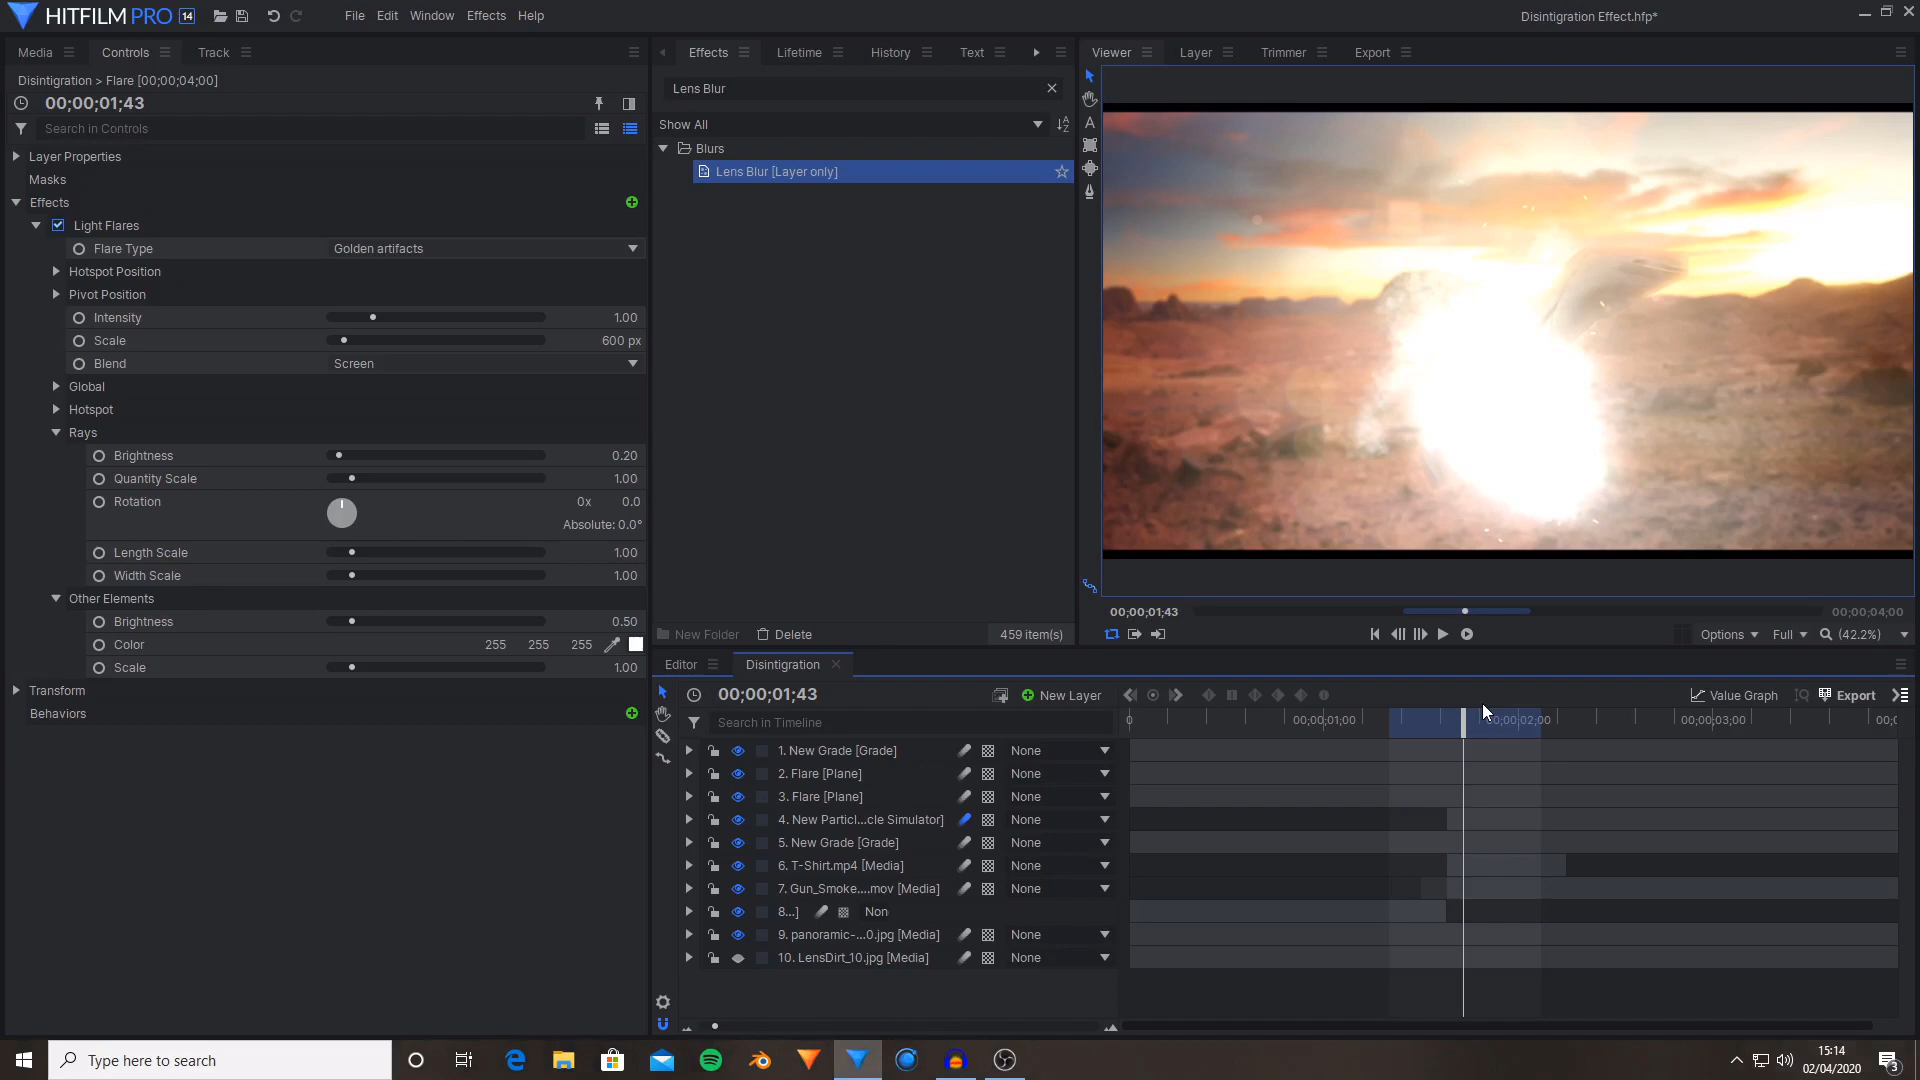 HITFILM PRO 14
File Edit Window Effects Help
Disintigration Effect.hfp*
Media Controls Track
Effects Lifetime History Text
Viewer Layer Trimmer Export
Disintigration > Flare [00;00;04;00]
00;00;01;43
Search in Controls
Layer Properties
Masks
Effects
Light Flares
Flare Type Golden artifacts
Hotspot Position
Pivot Position
Intensity 1.00
Scale 600 px
Blend Screen
Global
Hotspot
Rays
Brightness 0.20
Quantity Scale 1.00
Rotation 0x 0.0
Absolute: 0.0°
Length Scale 1.00
Width Scale 1.00
Other Elements
Brightness 0.50
Color 255 255 255
Scale 1.00
Transform
Behaviors
Lens Blur
Show All
Blurs
Lens Blur [Layer only]
New Folder Delete 459 item(s)
00;00;01;43 00;00;04;00
Options Full (42.2%)
Editor Disintigration
00;00;01;43 New Layer Value Graph Export
Search in Timeline
0 00;00;01;00 00;00;02;00 00;00;03;00 00;
1. New Grade [Grade] None
2. Flare [Plane] None
3. Flare [Plane] None
4. New Particl...cle Simulator] None
5. New Grade [Grade] None
6. T-Shirt.mp4 [Media] None
7. Gun_Smoke....mov [Media] None
8...] Non
9. panoramic-...0.jpg [Media] None
10. LensDirt_10.jpg [Media] None
Type here to search
15:14
02/04/2020
3